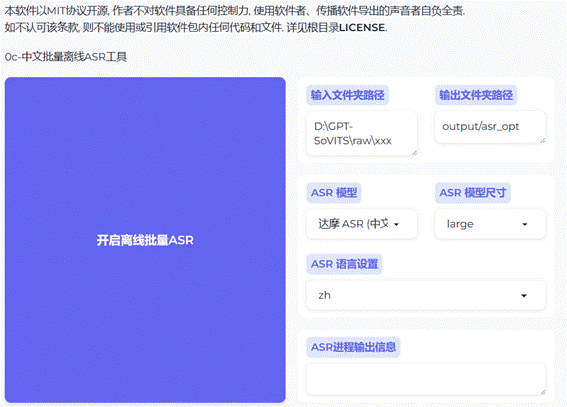 本软件以MIT协议开源, 作者不对软件具备任何控制力, 使用软件者、传播软件导出的声音者自负全责.
如不认可该条款, 则不能使用或引用软件包内任何代码和文件. 详见根目录LICENSE.
0c-中文批量离线ASR工具
开启离线批量ASR
输入文件夹路径
D:\GPT-
SoVITS\raw\xxx
输出文件夹路径
output/asr_opt
ASR 模型
达摩 ASR (中文
ASR 模型尺寸
large
ASR 语言设置
zh
ASR进程输出信息